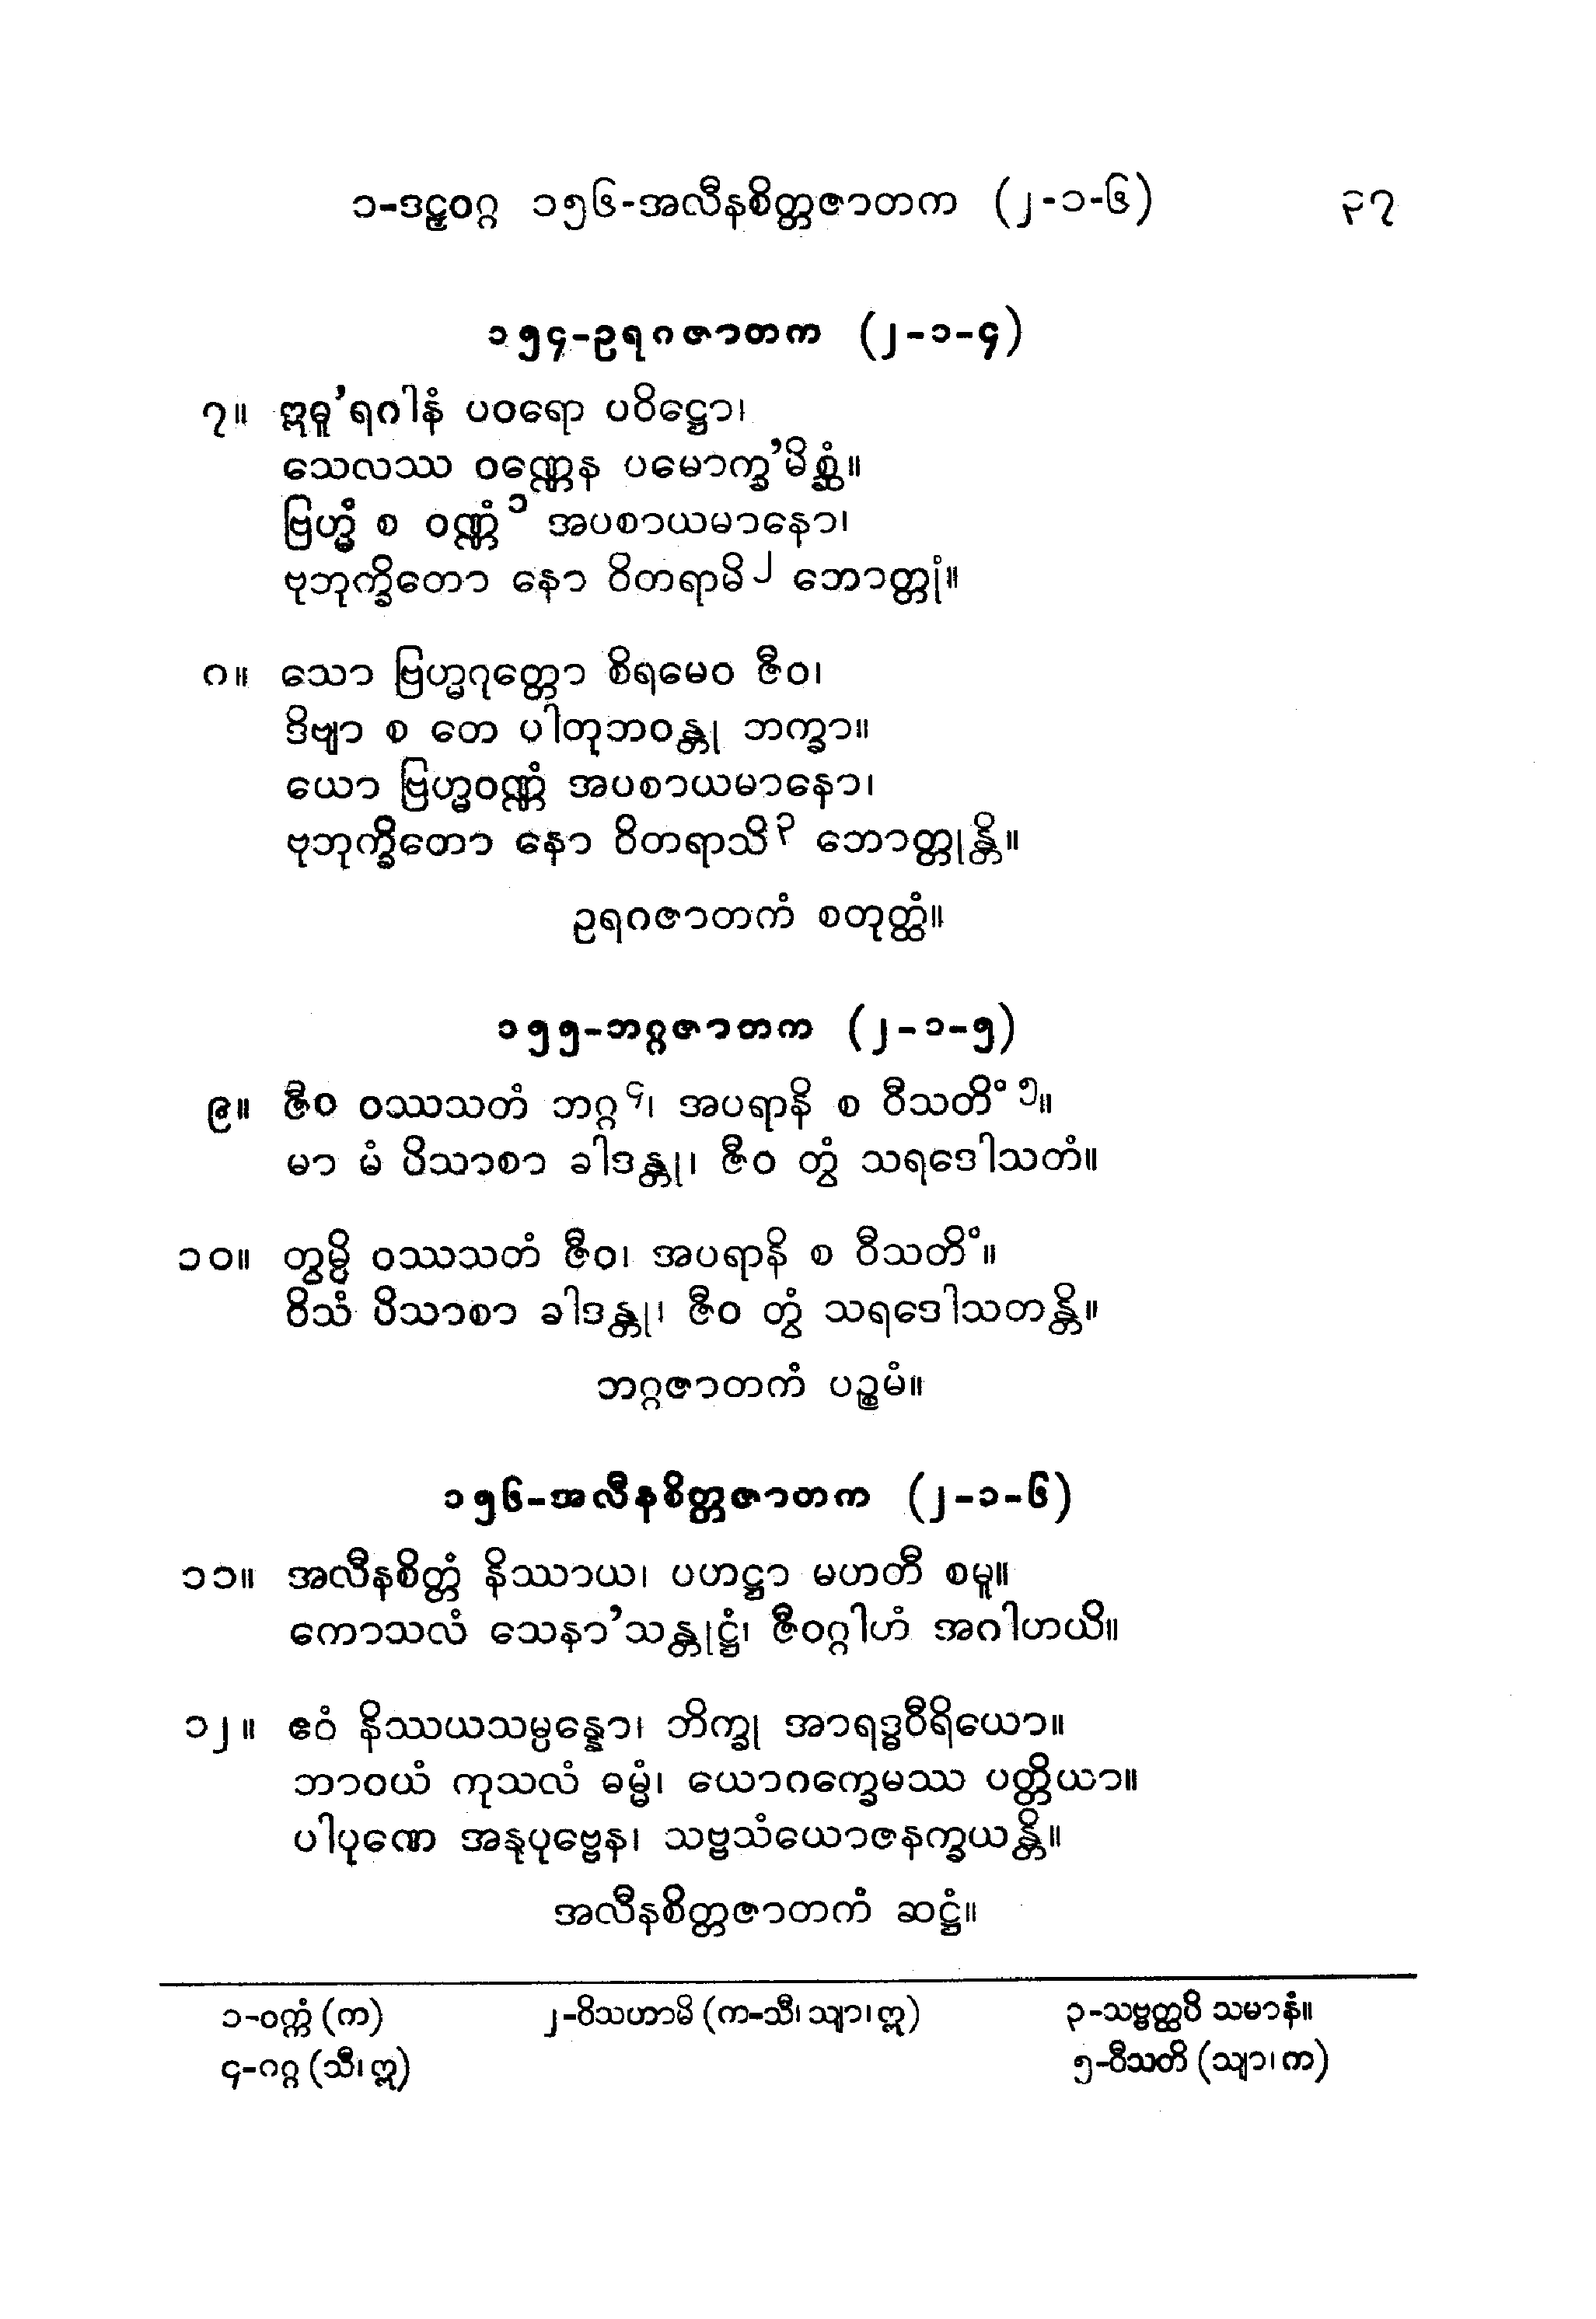 ၁-ဒဠှဝဂ္ဂ ၁၅၆-အလီနစိတ္တဇာတက (၂-၁-၆) ၃၇
၁၅၄-ဥရဂဇာတက (၂-၁-၄)
၇။ ဣဓူ’ရဂါနံ ပဝရော ပဝိဋ္ဌော၊
သေလဿ ဝဏ္ဏေန ပမောက္ခ’မိစ္ဆံ။
ဗြဟ္မံ စ ဝဏ္ဏံ၁ အပစာယမာနော၊
ဗုဘုက္ခိတော နော ဝိတရာမိ၂ ဘောတ္တုံ။
၈။ သော ဗြဟ္မဂုတ္တော စိရမေဝ ဇီဝ၊
ဒိဗျာ စ တေ ပါတုဘဝန္တု ဘက္ခာ။
ယော ဗြဟ္မဝဏ္ဏံ အပစာယမာနော၊
ဗုဘုက္ခိတော နော ဝိတရာသိ၃ ဘောတ္တုန္တိ။
ဥရဂဇာတကံ စတုတ္ထံ။
၁၅၅-ဘဂ္ဂဇာတက (၂-၁-၅)
၉။ ဇီဝ ဝဿသတံ ဘဂ္ဂ၄၊ အပရာနိ စ ဝီသတိံ ၅။
မာ မံ ပိသာစာ ခါဒန္တု၊ ဇီဝ တွံ သရဒေါသတံ။
၁၀။ တွမ္ပိ ဝဿသတံ ဇီဝ၊ အပရာနိ စ ဝီသတိံ။
ဝိသံ ပိသာစာ ခါဒန္တု၊ ဇီဝ တွံ သရဒေါသတန္တိ။
ဘဂ္ဂဇာတကံ ပဉ္စမံ။
၁၅၆-အလီနစိတ္တဇာတက (၂-၁-၆)
၁၁။ အလီနစိတ္တံ နိဿာယ၊ ပဟဋ္ဌာ မဟတီ စမူ။
ကောသလံ သေနာ’သန္တုဋ္ဌံ၊ ဇီဝဂ္ဂါဟံ အဂါဟယိ။
၁၂။ ဧဝံ နိဿယသမ္ပန္နော၊ ဘိက္ခု အာရဒ္ဓဝီရိယော။
ဘာဝယံ ကုသလံ ဓမ္မံ၊ ယောဂက္ခေမဿ ပတ္တိယာ။
ပါပုဏေ အနုပုဗ္ဗေန၊ သဗ္ဗသံယောဇနက္ခယန္တိ။
အလီနစိတ္တဇာတကံ ဆဋ္ဌံ။
၁-ဝက္ကံ (က) ၂-ဝိသဟာမိ (က-သီ၊ သျာ၊ ဣ) ၃-သဗ္ဗတ္ထပိ သမာနံ။
၄-ဂဂ္ဂ (သီ၊ ဣ) ၅-ဝီသတိ (သျာ၊ က)